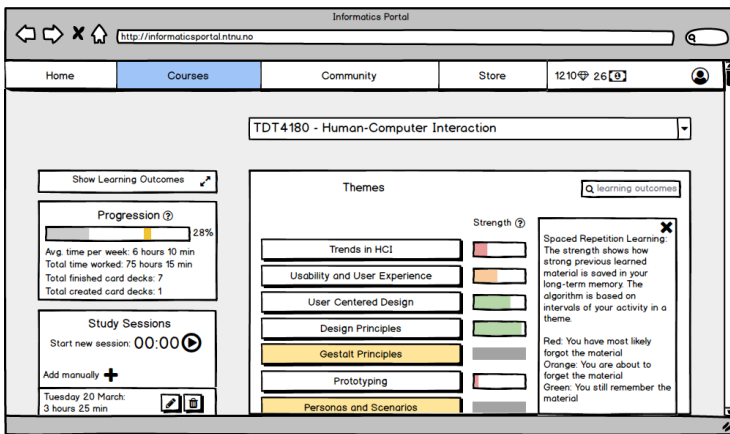 Informatics Portal
http://informaticsportal.ntnu.no
Home Courses Community Store 1210 26
TDT4180 - Human-Computer Interaction
Show Learning Outcomes
Progression ?
28%
Avg. time per week: 6 hours 10 min
Total time worked: 75 hours 15 min
Total finished card decks: 7
Total created card decks: 1
Study Sessions
Start new session: 00:00
Add manually
Tuesday 20 March:
3 hours 25 min
Themes
learning outcomes
Strength ?
Trends in HCI
Usability and User Experience
User Centered Design
Design Principles
Gestalt Principles
Prototyping
Personas and Scenarios
Spaced Repetition Learning:
The strength shows how
strong previous learned
material is saved in your
long-term memory. The
algorithm is based on
intervals of your activity in a
theme.
Red: You have most likely
forgot the material
Orange: You are about to
forget the material
Green: You still remember the
material